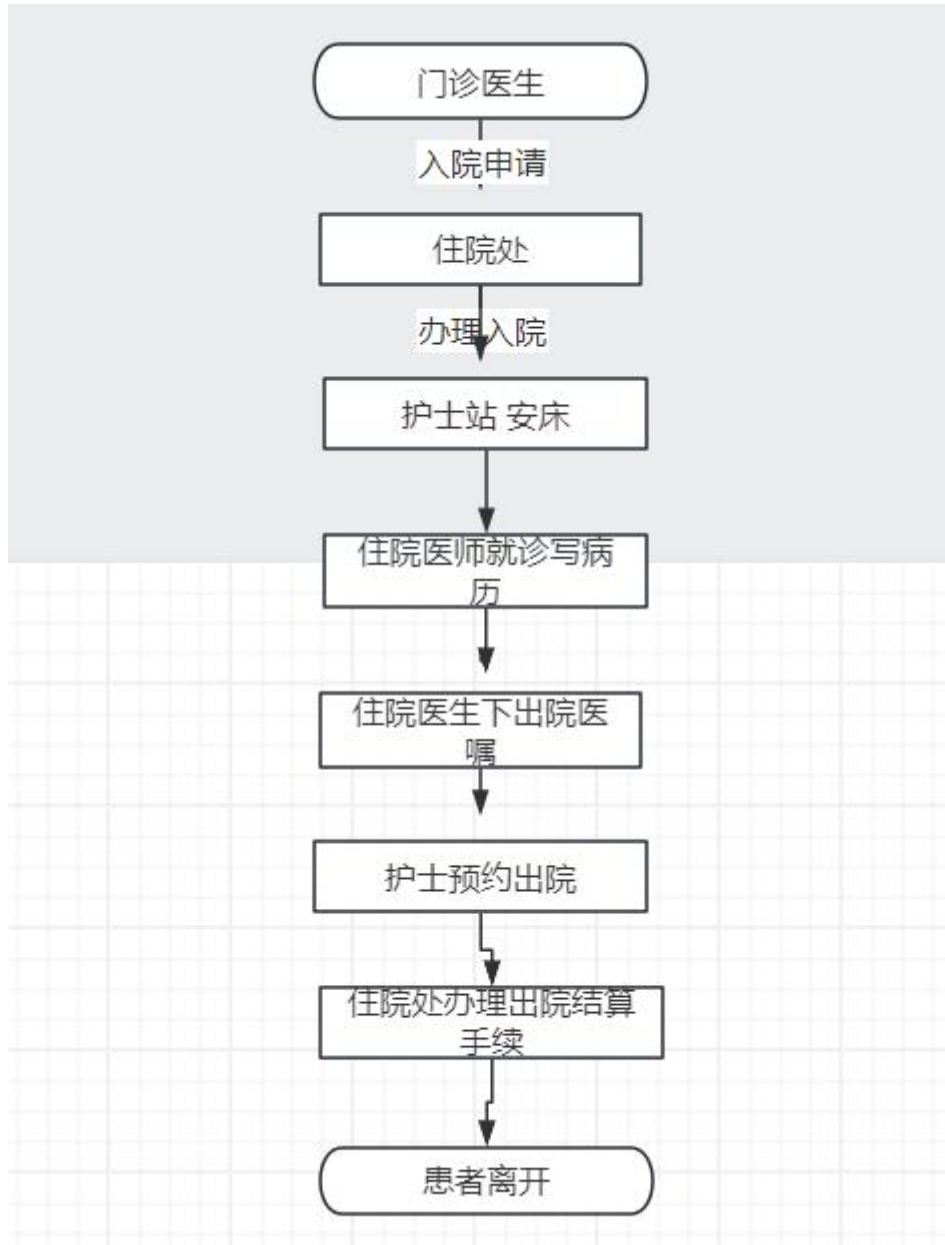 门诊医生
入院申请
住院处
办理入院
护士站 安床
住院医师就诊写病
历
住院医生下出院医
嘱
护士预约出院
住院处办理出院结算
手续
患者离开